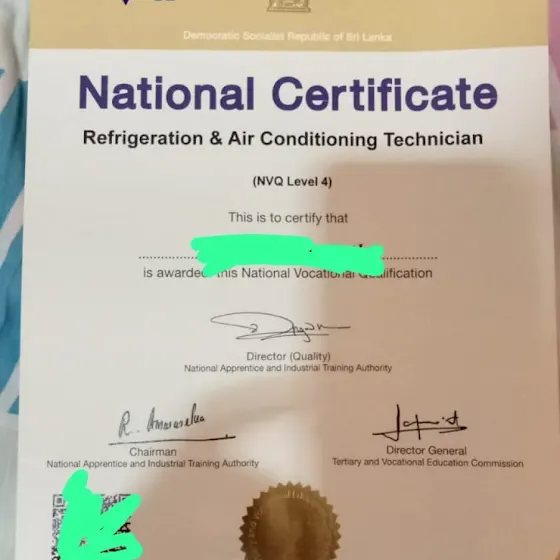 Democratic Socialist Republic of Sri Lanka
National Certificate
Refrigeration & Air Conditioning Technician
(NVQ Level 4)
This is to certify that
is awarded this National Vocational Qualification
Director (Quality)
National Apprentice and Industrial Training Authority
R. Amarasekea
Chairman
National Apprentice and Industrial Training Authority
Director General
Tertiary and Vocational Education Commission